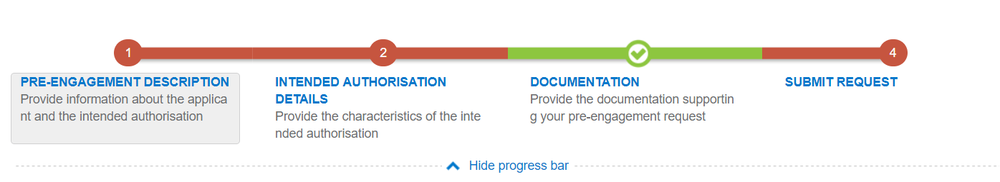 1
2
4
PRE-ENGAGEMENT DESCRIPTION
Provide information about the applica
nt and the intended authorisation
INTENDED AUTHORISATION
DETAILS
Provide the characteristics of the inte
nded authorisation
DOCUMENTATION
Provide the documentation supportin
g your pre-engagement request
SUBMIT REQUEST
Hide progress bar